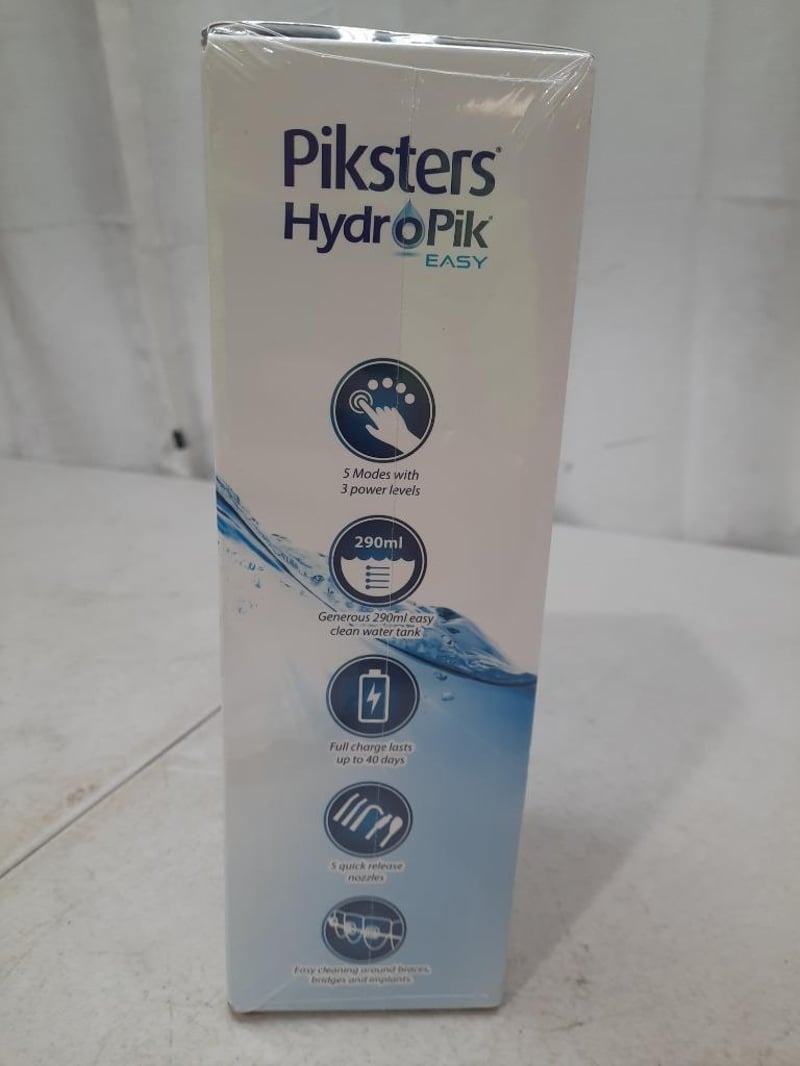 Piksters®
HydroPik®
EASY
5 Modes with
3 power levels
290ml
Generous 290ml easy
clean water tank
Full charge lasts
up to 40 days
5 quick release
nozzles
Easy cleaning around braces,
bridges and implants